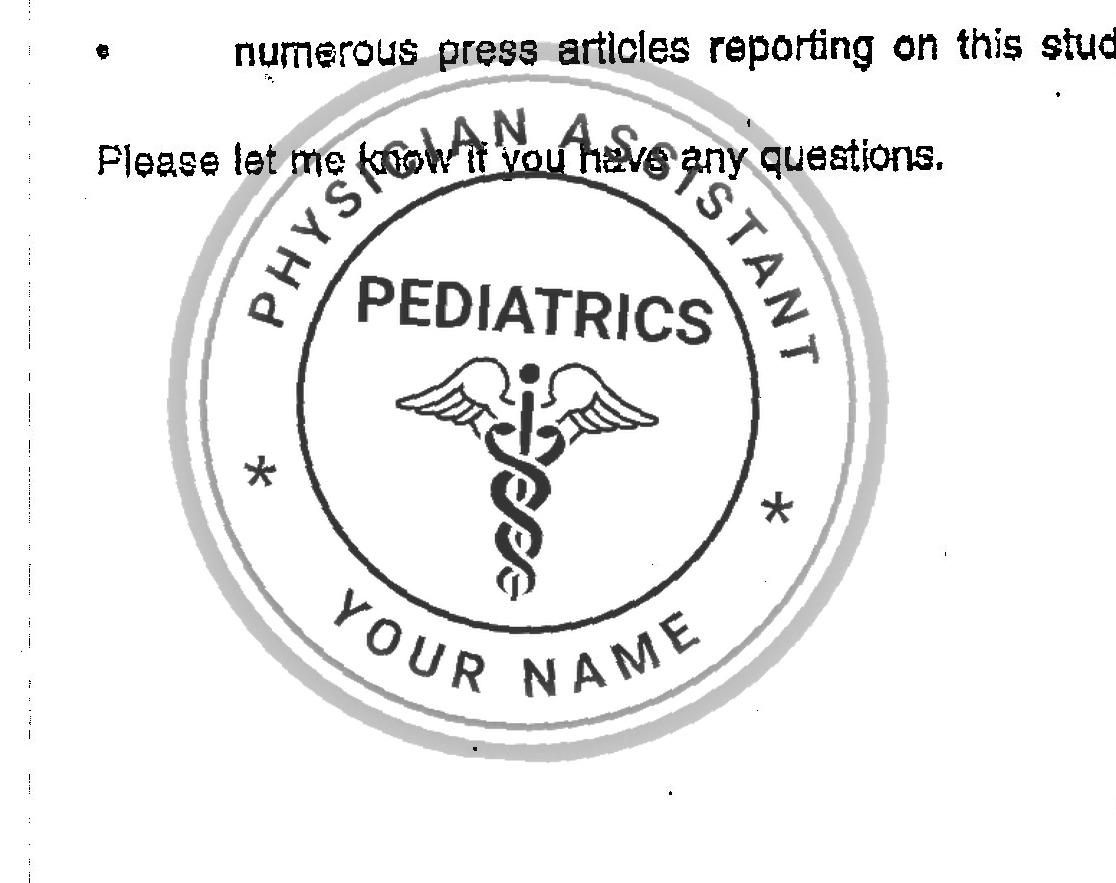 numerous press articles reporting on this stud
Please let me know if you have any questions.
PHYSICIAN ASSISTANT
PEDIATRICS
* *
YOUR NAME